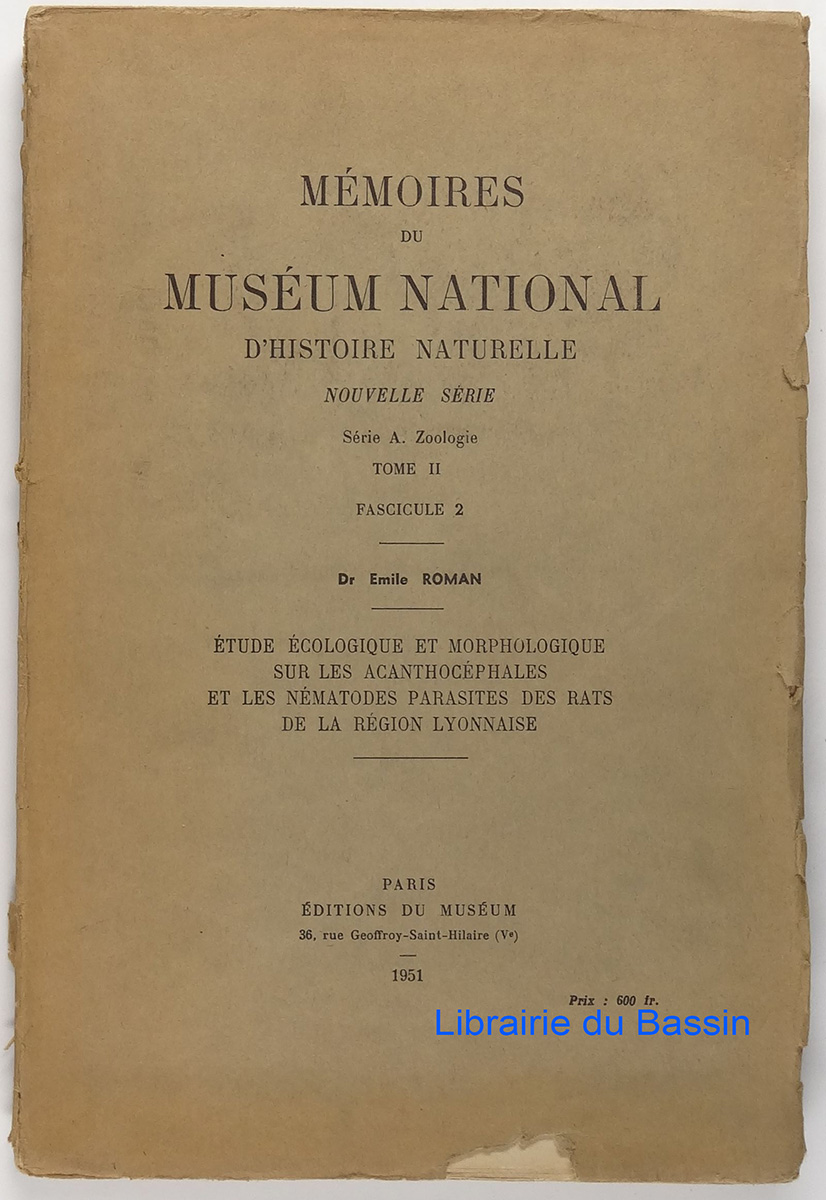 MÉMOIRES
DU
MUSÉUM NATIONAL
D'HISTOIRE NATURELLE
NOUVELLE SÉRIE
Série A. Zoologie
TOME II
FASCICULE 2
Dr Emile ROMAN
ÉTUDE ÉCOLOGIQUE ET MORPHOLOGIQUE
SUR LES ACANTHOCÉPHALES
ET LES NÉMATODES PARASITES DES RATS
DE LA RÉGION LYONNAISE
PARIS
ÉDITIONS DU MUSÉUM
36, rue Geoffroy-Saint-Hilaire (Vᵉ)
1951
Prix : 600 fr.
Librairie du Bassin